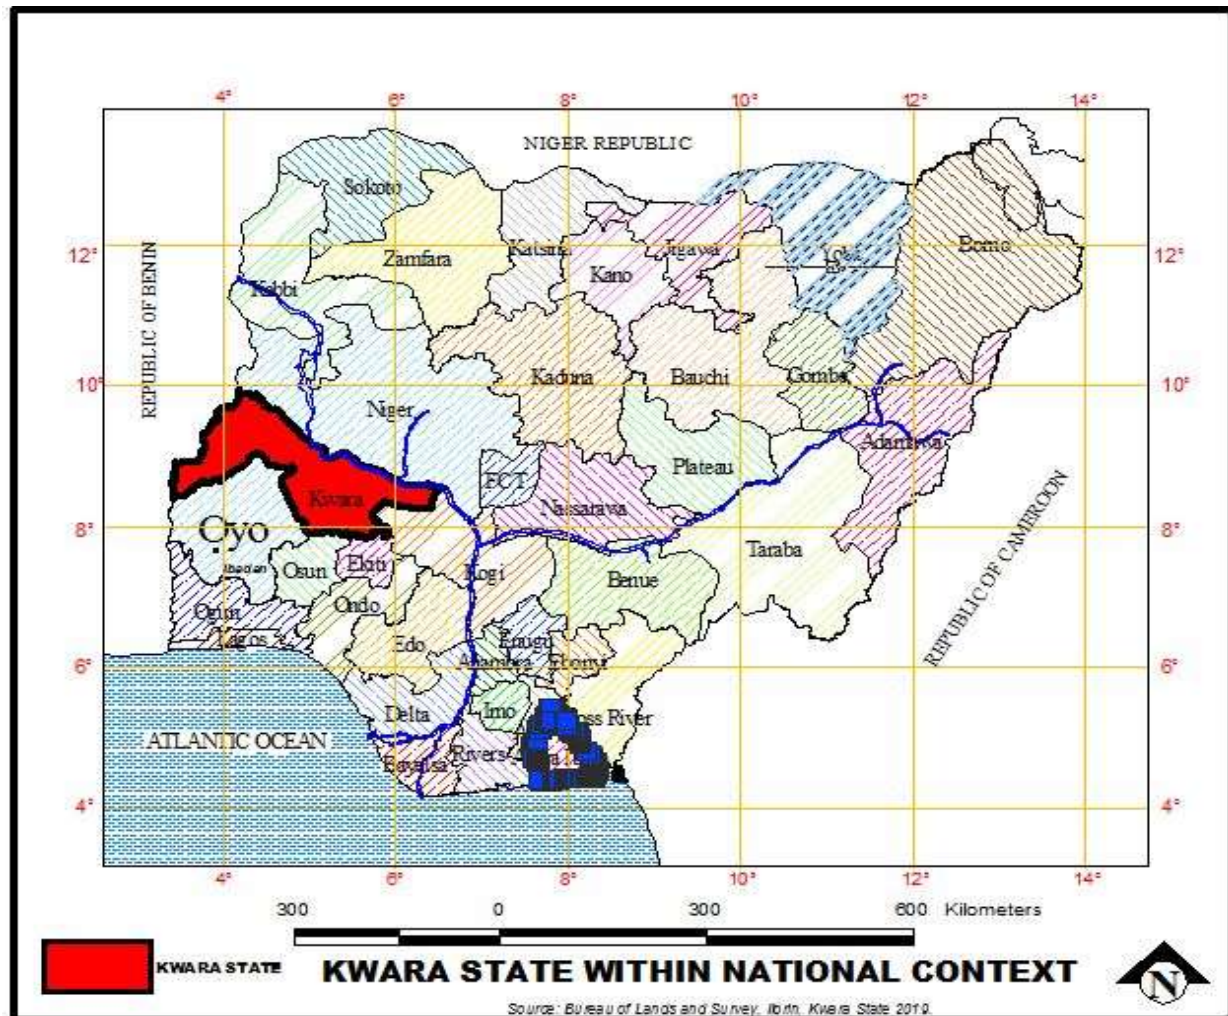 4° 6° 8° 10° 12° 14°
NIGER REPUBLIC
Sokoto
12° Zamfara Katsina Kano Jigawa Yobe Borno 12°
REPUBLIC OF BENIN
Kebbi
10° Kaduna Bauchi Gombe 10°
Niger
Adamawa
FCT Plateau
Kwara Nassarawa
8° Oyo 8°
Taraba
REPUBLIC OF CAMEROON
Osun Ekiti Kogi Benue
Ogun Ondo
Lagos Edo Enugu
6° Anambra Ebonyi 6°
Delta Imo oss River
ATLANTIC OCEAN
Bayelsa Rivers
4° 4°
4° 6° 8° 10° 12° 14°
300 0 300 600 Kilometers
KWARA STATE
KWARA STATE WITHIN NATIONAL CONTEXT
N
Source: Bureau of Lands and Survey, Ilorin, Kwara State 2019.